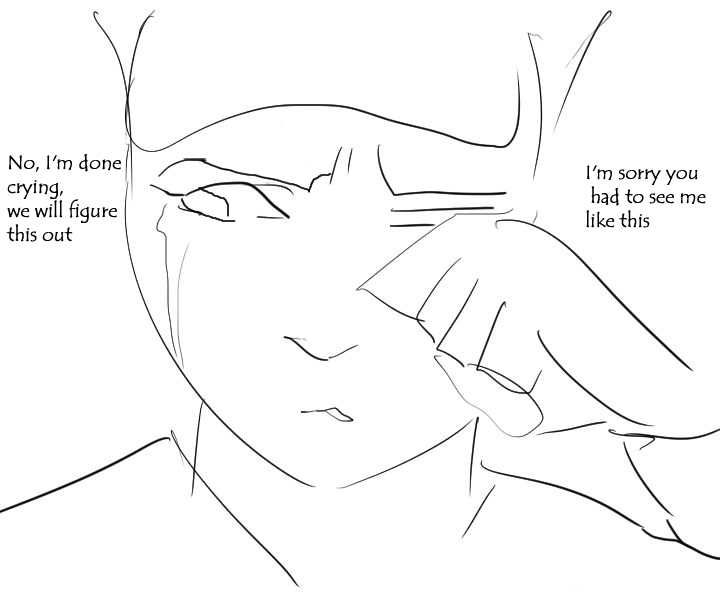 No, I'm done
crying,
we will figure
this out
I'm sorry you
had to see me
like this